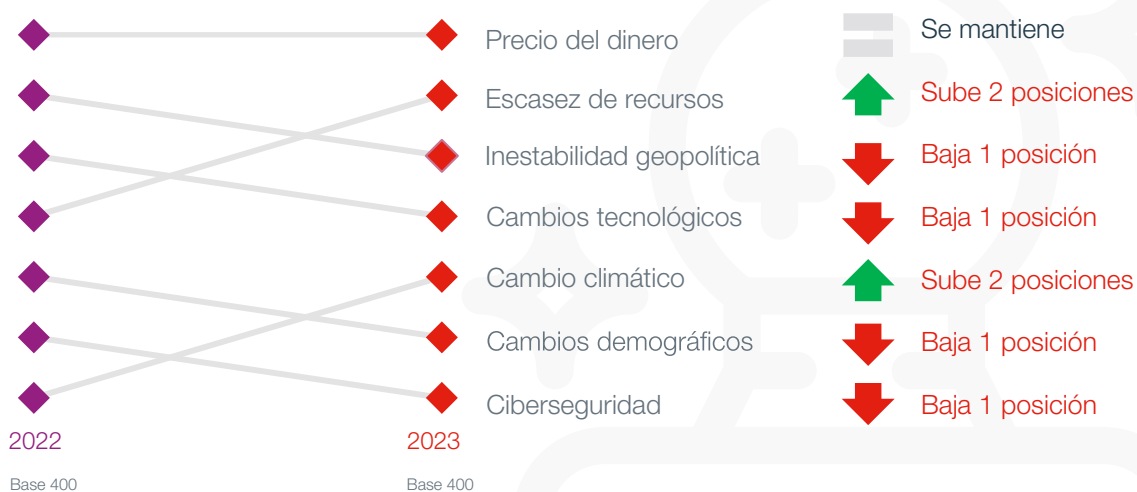 Precio del dinero
Se mantiene
Escasez de recursos
Sube 2 posiciones
Inestabilidad geopolítica
Baja 1 posición
Cambios tecnológicos
Baja 1 posición
Cambio climático
Sube 2 posiciones
Cambios demográficos
Baja 1 posición
Ciberseguridad
Baja 1 posición
2022
2023
Base 400
Base 400